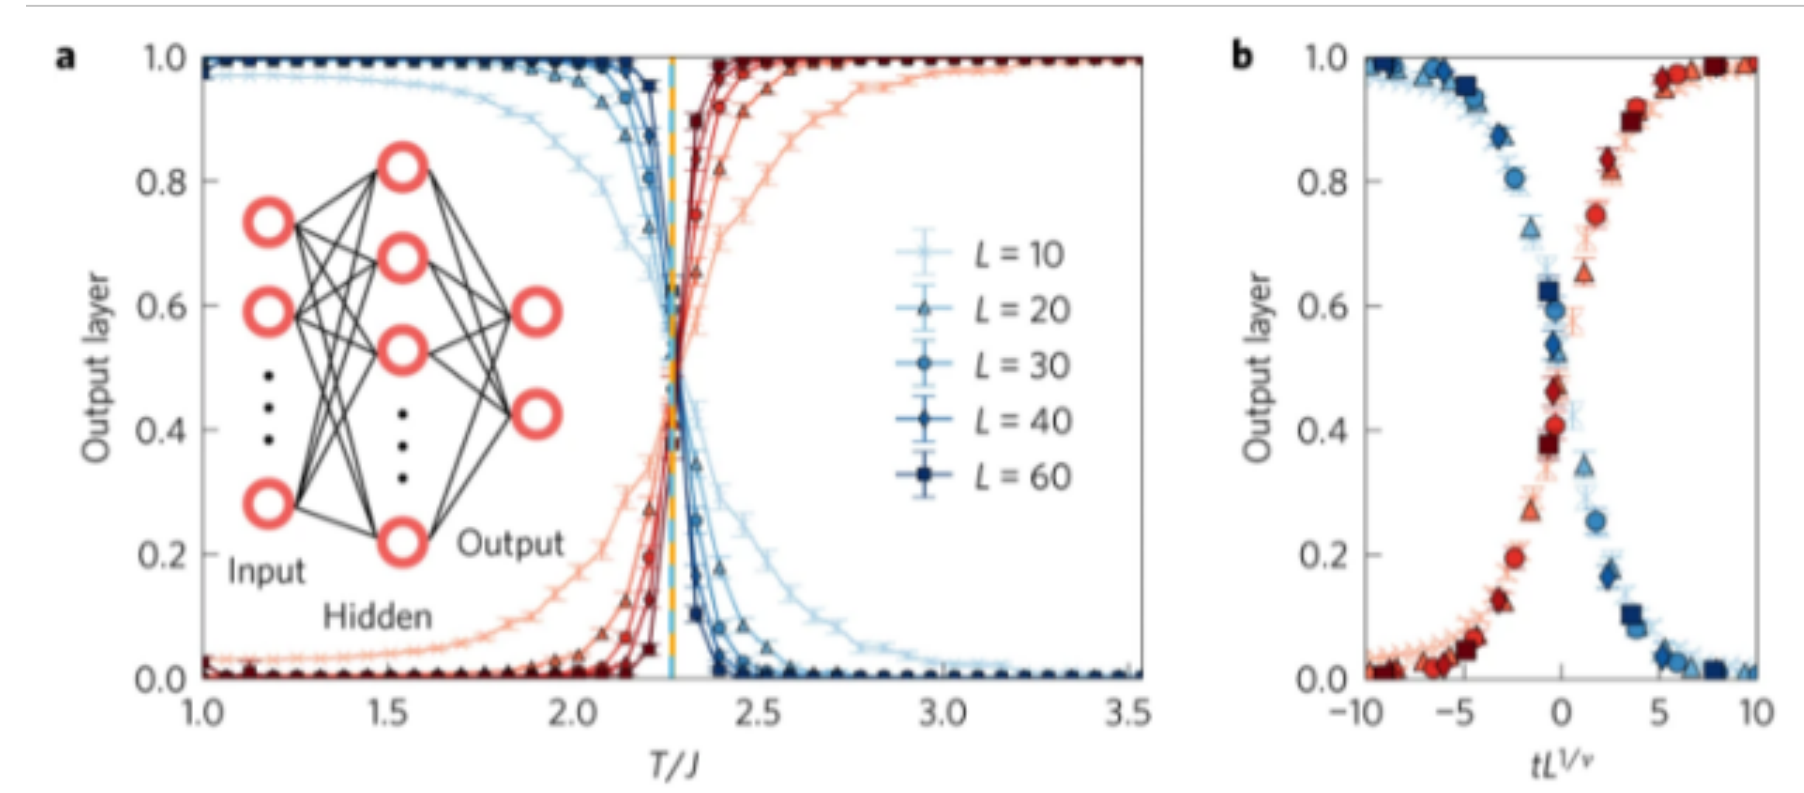 a
Output layer
1.0
0.8
0.6
0.4
0.2
0.0
1.0 1.5 2.0 2.5 3.0 3.5
T/J
Input
Hidden
Output
L = 10
L = 20
L = 30
L = 40
L = 60
b
Output layer
1.0
0.8
0.6
0.4
0.2
0.0
−10 −5 0 5 10
tL^{1/ν}